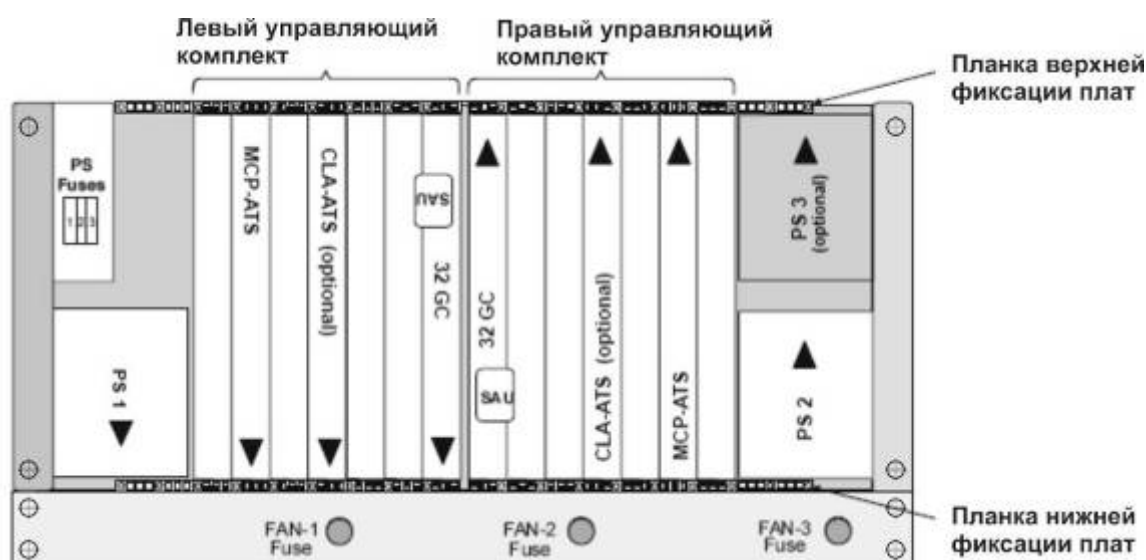 Левый управляющий
комплект
Правый управляющий
комплект
Планка верхней
фиксации плат
PS
Fuses
1 2 3
MCP-ATS
CLA-ATS (optional)
SAU
32 GC
32 GC
SAU
CLA-ATS (optional)
MCP-ATS
PS 3
(optional)
PS 1
PS 2
FAN-1
Fuse
FAN-2
Fuse
FAN-3
Fuse
Планка нижней
фиксации плат